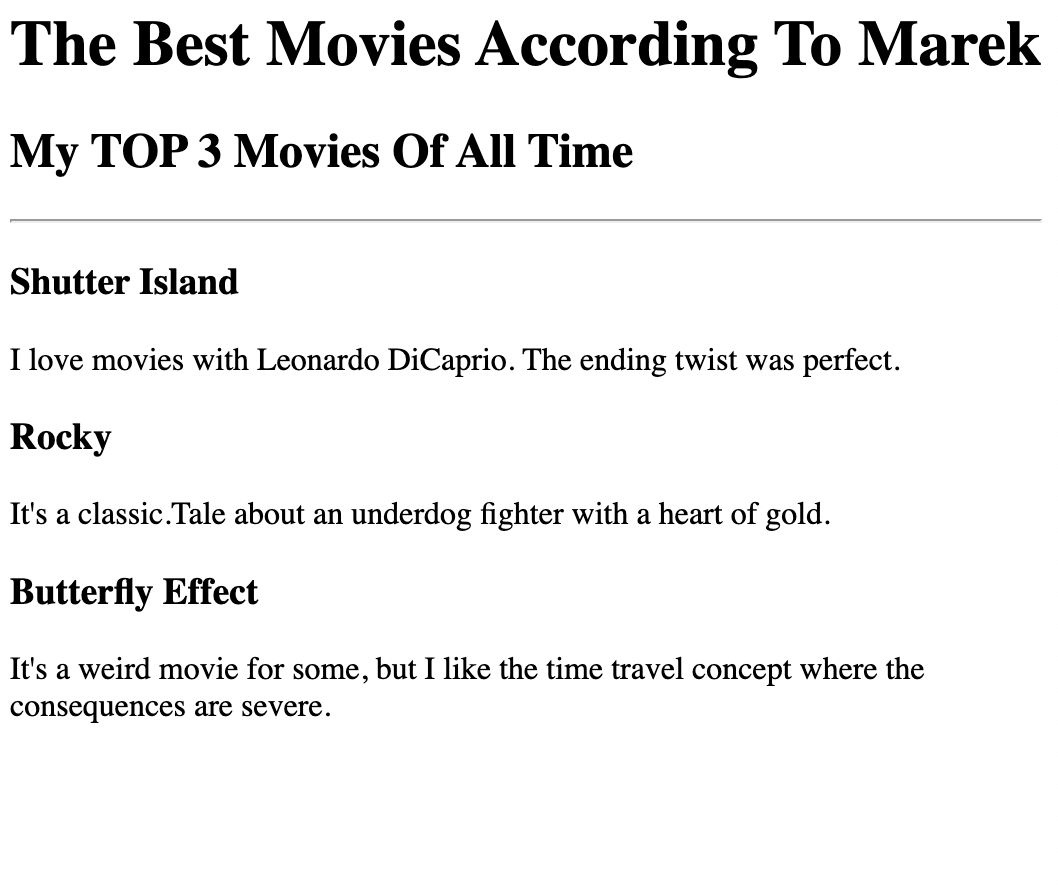 The Best Movies According To Marek
My TOP 3 Movies Of All Time
Shutter Island
I love movies with Leonardo DiCaprio. The ending twist was perfect.
Rocky
It's a classic.Tale about an underdog fighter with a heart of gold.
Butterfly Effect
It's a weird movie for some, but I like the time travel concept where the
consequences are severe.